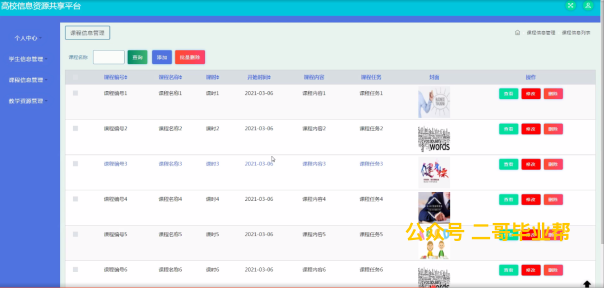 高校信息资源共享平台
个人中心
学生信息管理
课程信息管理
教学资源管理
课程信息管理
课程信息管理 课程信息列表
课程名称 查询 添加 批量删除
课程编号 课程名称 课时 开始时间 课程内容 课程任务 封面 操作
课程编号1 课程名称1 课时1 2021-03-06 课程内容1 课程任务1 查看 修改 删除
课程编号2 课程名称2 课时2 2021-03-06 课程内容2 课程任务2 words 查看 修改 删除
课程编号3 课程名称3 课时3 2021-03-06 课程内容3 课程任务3 查看 修改 删除
课程编号4 课程名称4 课时4 2021-03-06 课程内容4 课程任务4 查看 修改 删除
公众号 二哥毕业帮
课程编号5 课程名称5 课时5 2021-03-06 课程内容5 课程任务5
课程编号6 课程名称6 课时6 2021-03-06 课程内容6 课程任务6 words 查看 修改 删除